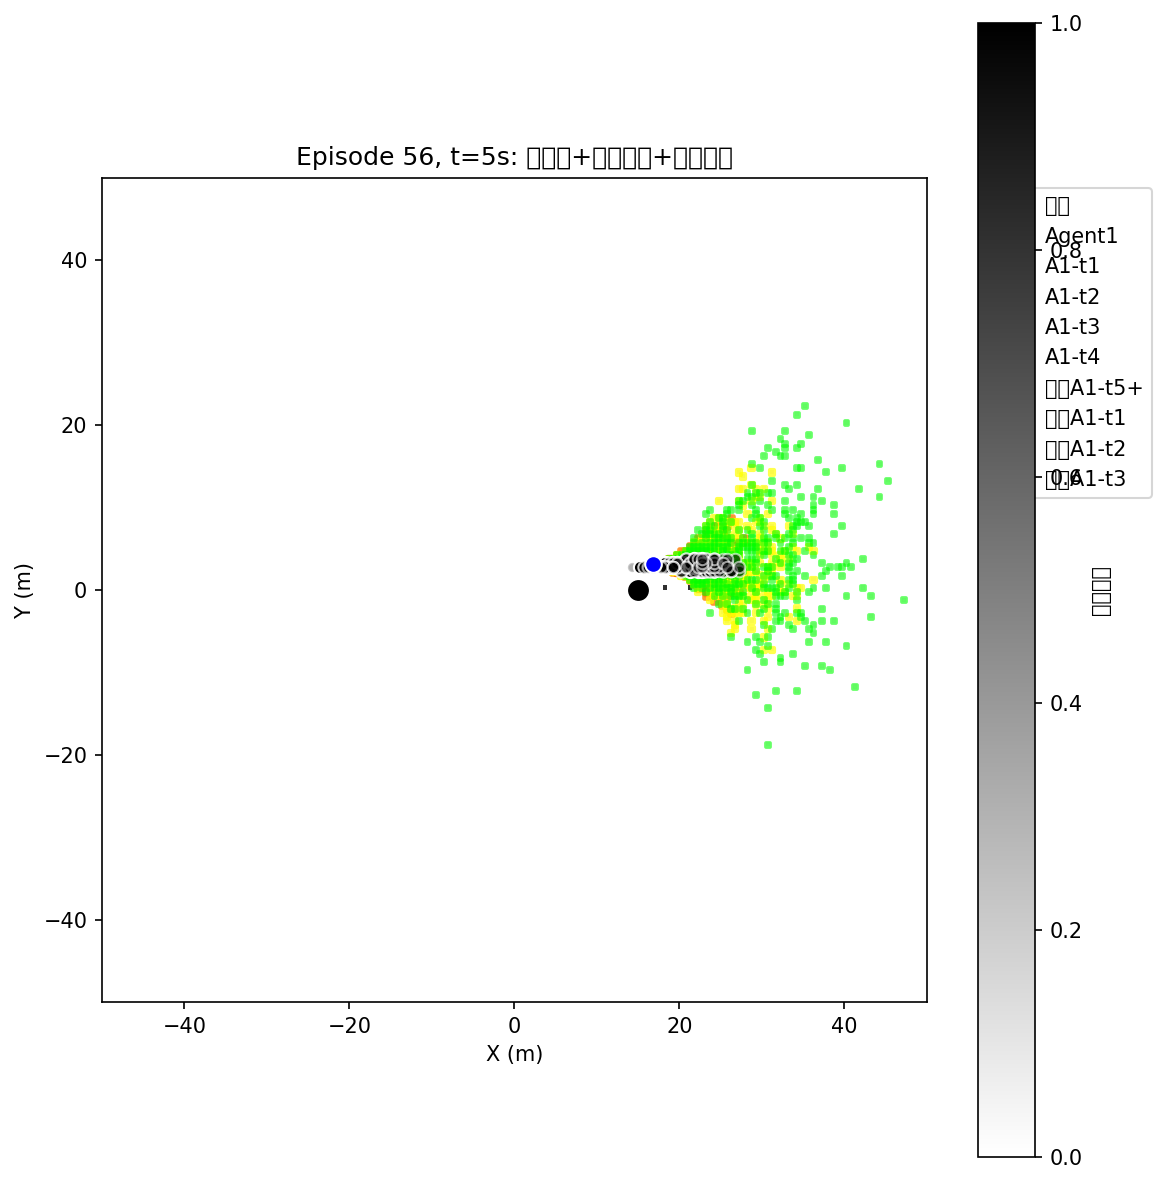 Episode 56, t=5s: □□□+□□□□+□□□□
40
20
0
−20
−40
Y (m)
−40
−20
0
20
40
X (m)
1.0
0.8
0.6
0.4
0.2
0.0
□□□□
□□
Agent1
A1-t1
A1-t2
A1-t3
A1-t4
□□A1-t5+
□□A1-t1
□□A1-t2
□□A1-t3